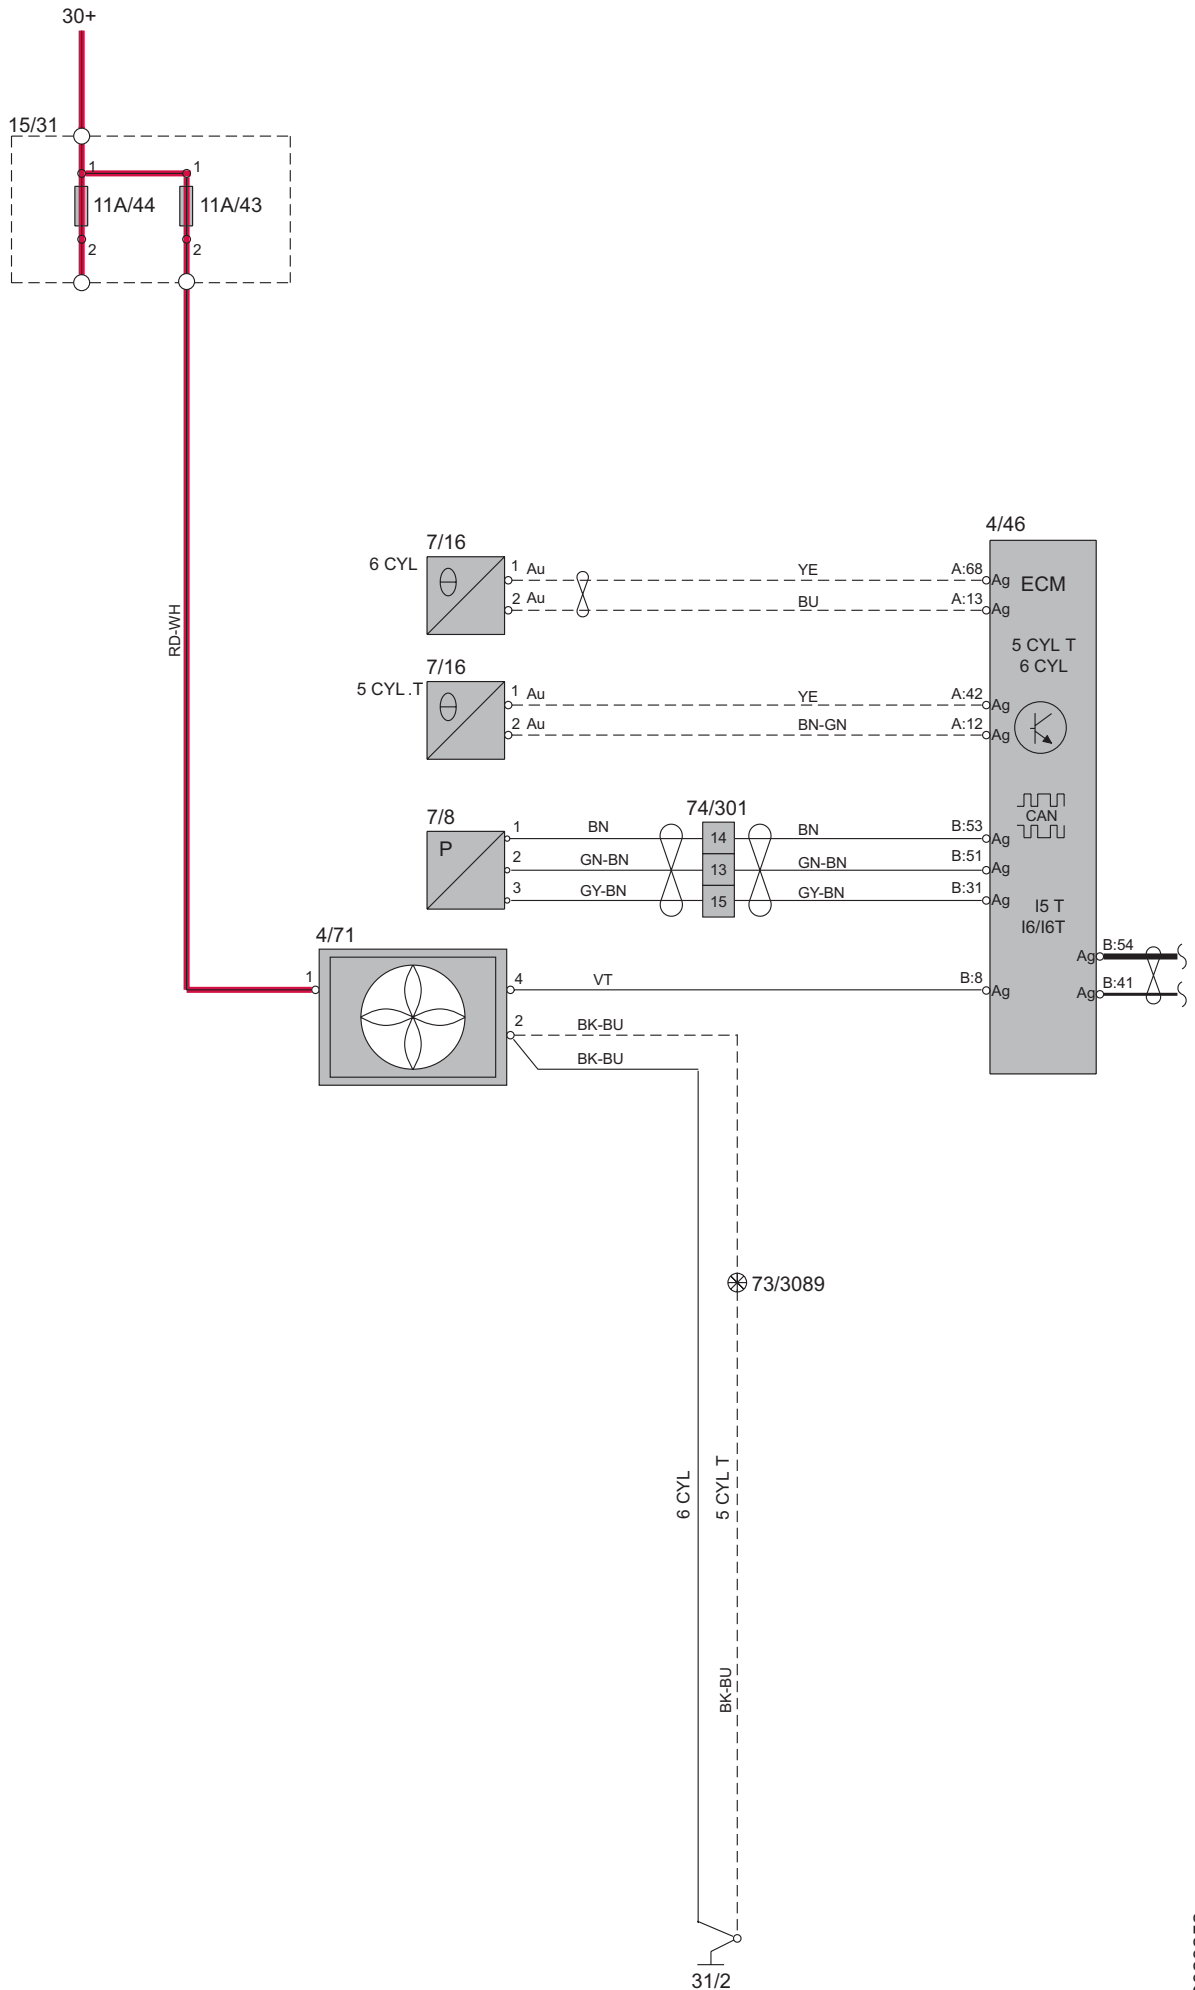 30+
15/31
1
1
11A/44
11A/43
2
2
RD-WH
4/46
7/16
6 CYL
1 Au
YE
A:68
Ag
ECM
2 Au
BU
A:13
Ag
5 CYL T
6 CYL
7/16
5 CYL .T
1 Au
YE
A:42
Ag
2 Au
BN-GN
A:12
Ag
CAN
7/8
P
74/301
1
BN
14
BN
B:53
Ag
2
GN-BN
13
GN-BN
B:51
Ag
3
GY-BN
15
GY-BN
B:31
Ag
I5 T
I6/I6T
4/71
1
4
VT
B:8
Ag
Ag
B:54
Ag
B:41
2
BK-BU
BK-BU
73/3089
6 CYL
5 CYL T
BK-BU
31/2